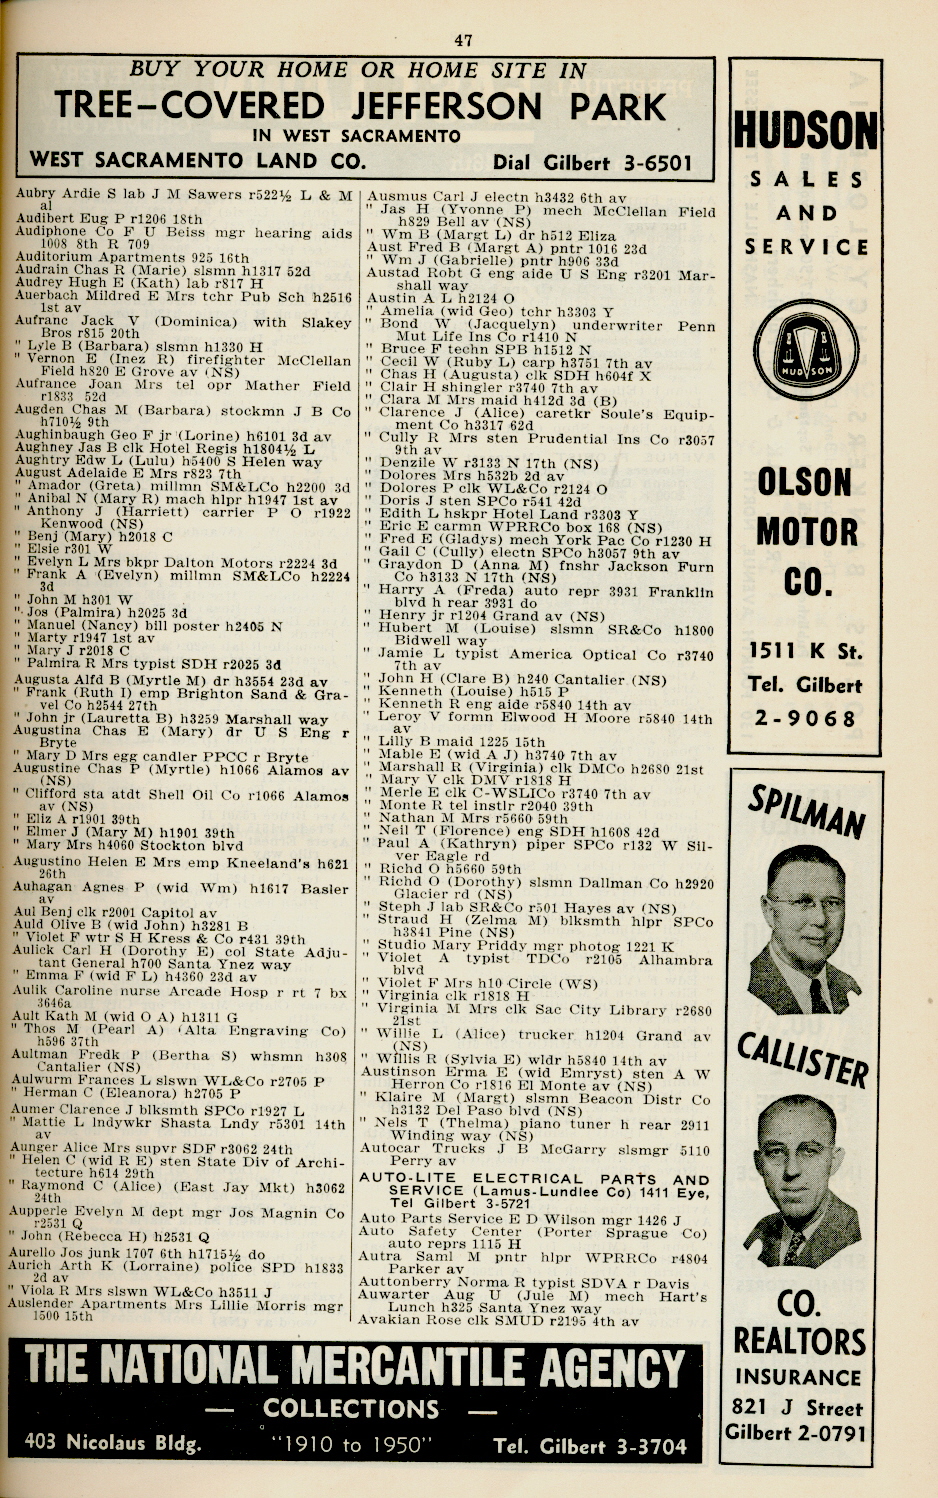 47
BUY YOUR HOME OR HOME SITE IN
TREE-COVERED JEFFERSON PARK
IN WEST SACRAMENTO
WEST SACRAMENTO LAND CO. Dial Gilbert 3-6501
Aubry Ardie S lab J M Sawers r522½ L & M
al
Audibert Eug P r1206 18th
Audiphone Co F U Beiss mgr hearing aids
1008 8th R 709
Auditorium Apartments 925 16th
Audrain Chas R (Marie) slsmn h1317 52d
Audrey Hugh E (Kath) lab r817 H
Auerbach Mildred E Mrs tchr Pub Sch h2516
1st av
Aufranc Jack V (Dominica) with Slakey
Bros r815 20th
" Lyle B (Barbara) slsmn h1330 H
" Vernon E (Inez R) firefighter McClellan
Field h820 E Grove av (NS)
Aufrance Joan Mrs tel opr Mather Field
r1833 52d
Augden Chas M (Barbara) stockmn J B Co
h710½ 9th
Aughinbaugh Geo F jr (Lorine) h6101 3d av
Aughney Jas B clk Hotel Regis h1804½ L
Aughtry Edw L (Lulu) h5400 S Helen way
August Adelaide E Mrs r823 7th
" Amador (Greta) millmn SM&LCo h2200 3d
" Anibal N (Mary R) mach hlpr h1947 1st av
" Anthony J (Harriett) carrier P O r1922
Kenwood (NS)
" Benj (Mary) h2018 C
" Elsie r301 W
" Evelyn L Mrs bkpr Dalton Motors r2224 3d
" Frank A (Evelyn) millmn SM&LCo h2224
3d
" John M h301 W
" Jos (Palmira) h2025 3d
" Manuel (Nancy) bill poster h2405 N
" Marty r1947 1st av
" Mary J r2018 C
" Palmira R Mrs typist SDH r2025 3d
Augusta Alfd B (Myrtle M) dr h3554 23d av
" Frank (Ruth I) emp Brighton Sand & Gra-
vel Co h2544 27th
" John jr (Lauretta B) h3259 Marshall way
Augustina Chas E (Mary) dr U S Eng r
Bryte
" Mary D Mrs egg candler PPCC r Bryte
Augustine Chas P (Myrtle) h1066 Alamos av
(NS)
" Clifford sta atdt Shell Oil Co r1066 Alamos
av (NS)
" Eliz A r1901 39th
" Elmer J (Mary M) h1901 39th
" Mary Mrs h4060 Stockton blvd
Augustino Helen E Mrs emp Kneeland's h621
26th
Auhagan Agnes P (wid Wm) h1617 Basler
av
Aul Benj clk r2001 Capitol av
Auld Olive B (wid John) h3281 B
" Violet F wtr S H Kress & Co r431 39th
Aulick Carl H (Dorothy E) col State Adju-
tant General h700 Santa Ynez way
" Emma F (wid F L) h4360 23d av
Aulik Caroline nurse Arcade Hosp r rt 7 bx
3646a
Ault Kath M (wid O A) h1311 G
" Thos M (Pearl A) (Alta Engraving Co)
h596 37th
Aultman Fredk P (Bertha S) whsmn h308
Cantalier (NS)
Aulwurm Frances L slswn WL&Co r2705 P
" Herman C (Eleanora) h2705 P
Aumer Clarence J blksmth SPCo r1927 L
" Mattie L lndywkr Shasta Lndy r5301 14th
av
Aunger Alice Mrs supvr SDF r3062 24th
" Helen C (wid R E) sten State Div of Archi-
tecture h614 29th
" Raymond C (Alice) (East Jay Mkt) h3062
24th
Aupperle Evelyn M dept mgr Jos Magnin Co
r2531 Q
" John (Rebecca H) h2531 Q
Aurello Jos junk 1707 6th h1715½ do
Aurich Arth K (Lorraine) police SPD h1833
2d av
" Viola R Mrs slswn WL&Co h3511 J
Auslender Apartments Mrs Lillie Morris mgr
1500 15th
Ausmus Carl J electn h3432 6th av
" Jas H (Yvonne P) mech McClellan Field
h829 Bell av (NS)
" Wm B (Margt L) dr h512 Eliza
Aust Fred B (Margt A) pntr 1016 23d
" Wm J (Gabrielle) pntr h906 33d
Austad Robt G eng aide U S Eng r3201 Mar-
shall way
Austin A L h2124 O
" Amelia (wid Geo) tchr h3303 Y
" Bond W (Jacquelyn) underwriter Penn
Mut Life Ins Co r1410 N
" Bruce F techn SPB h1512 N
" Cecil W (Ruby L) carp h3751 7th av
" Chas H (Augusta) clk SDH h604f X
" Clair H shingler r3740 7th av
" Clara M Mrs maid h412d 3d (B)
" Clarence J (Alice) caretkr Soule's Equip-
ment Co h3317 62d
" Cully R Mrs sten Prudential Ins Co r3057
9th av
" Denzile W r3133 N 17th (NS)
" Dolores Mrs h532b 2d av
" Dolores P clk WL&Co r2124 O
" Doris J sten SPCo r541 42d
" Edith L hskpr Hotel Land r3303 Y
" Eric E carmn WPRRCo box 168 (NS)
" Fred E (Gladys) mech York Pac Co r1230 H
" Gail C (Cully) electn SPCo h3057 9th av
" Graydon D (Anna M) fnshr Jackson Furn
Co h3133 N 17th (NS)
" Harry A (Freda) auto repr 3931 Franklin
blvd h rear 3931 do
" Henry jr r1204 Grand av (NS)
" Hubert M (Louise) slsmn SR&Co h1800
Bidwell way
" Jamie L typist America Optical Co r3740
7th av
" John H (Clare B) h240 Cantalier (NS)
" Kenneth (Louise) h515 P
" Kenneth R eng aide r5840 14th av
" Leroy V formn Elwood H Moore r5840 14th
av
" Lilly B maid 1225 15th
" Mable E (wid A J) h3740 7th av
" Marshall R (Virginia) clk DMCo h2680 21st
" Mary V clk DMV r1818 H
" Merle E clk C-WSLICo r3740 7th av
" Monte R tel instlr r2040 39th
" Nathan M Mrs r5660 59th
" Neil T (Florence) eng SDH h1608 42d
" Paul A (Kathryn) piper SPCo r132 W Sil-
ver Eagle rd
" Richd O h5660 59th
" Richd O (Dorothy) slsmn Dallman Co h2920
Glacier rd (NS)
" Steph J lab SR&Co r501 Hayes av (NS)
" Straud H (Zelma M) blksmth hlpr SPCo
h3841 Pine (NS)
" Studio Mary Priddy mgr photog 1221 K
" Violet A typist TDCo r2105 Alhambra
blvd
" Violet F Mrs h10 Circle (WS)
" Virginia clk r1818 H
" Virginia M Mrs clk Sac City Library r2680
21st
" Willie L (Alice) trucker h1204 Grand av
(NS)
" Willis R (Sylvia E) wldr h5840 14th av
Austinson Erma E (wid Emryst) sten A W
Herron Co r1816 El Monte av (NS)
" Klaire M (Margt) slsmn Beacon Distr Co
h3132 Del Paso blvd (NS)
" Nels T (Thelma) piano tuner h rear 2911
Winding way (NS)
Autocar Trucks J B McGarry slsmgr 5110
Perry av
AUTO-LITE ELECTRICAL PARTS AND
SERVICE (Lamus-Lundlee Co) 1411 Eye,
Tel Gilbert 3-5721
Auto Parts Service E D Wilson mgr 1426 J
Auto Safety Center (Porter Sprague Co)
auto reprs 1115 H
Autra Saml M pntr hlpr WPRRCo r4804
Parker av
Auttonberry Norma R typist SDVA r Davis
Auwarter Aug U (Jule M) mech Hart's
Lunch h325 Santa Ynez way
Avakian Rose clk SMUD r2195 4th av
HUDSON
SALES
AND
SERVICE
HUDSON
OLSON
MOTOR
CO.
1511 K St.
Tel. Gilbert
2-9068
SPILMAN
CALLISTER
CO.
REALTORS
INSURANCE
821 J Street
Gilbert 2-0791
THE NATIONAL MERCANTILE AGENCY
— COLLECTIONS —
403 Nicolaus Bldg. "1910 to 1950" Tel. Gilbert 3-3704